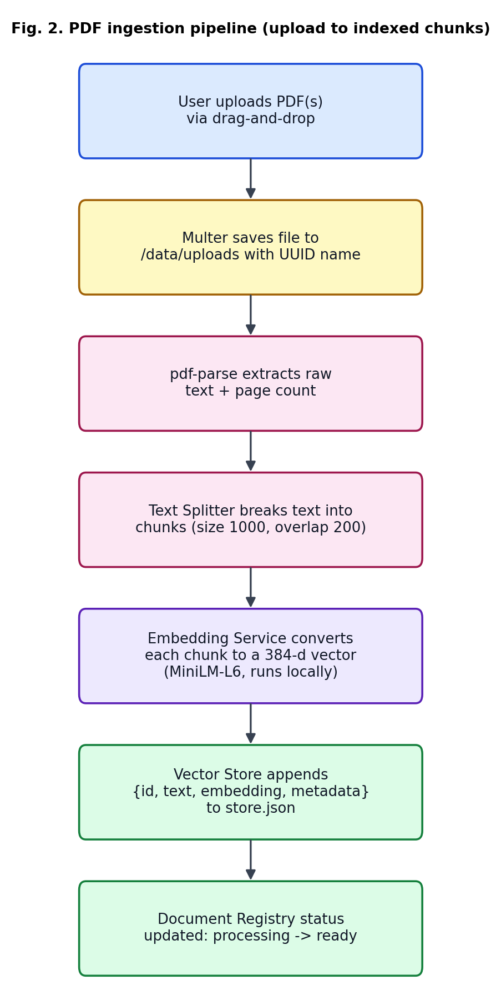 Fig. 2. PDF ingestion pipeline (upload to indexed chunks)
User uploads PDF(s)
via drag-and-drop
Multer saves file to
/data/uploads with UUID name
pdf-parse extracts raw
text + page count
Text Splitter breaks text into
chunks (size 1000, overlap 200)
Embedding Service converts
each chunk to a 384-d vector
(MiniLM-L6, runs locally)
Vector Store appends
{id, text, embedding, metadata}
to store.json
Document Registry status
updated: processing -> ready